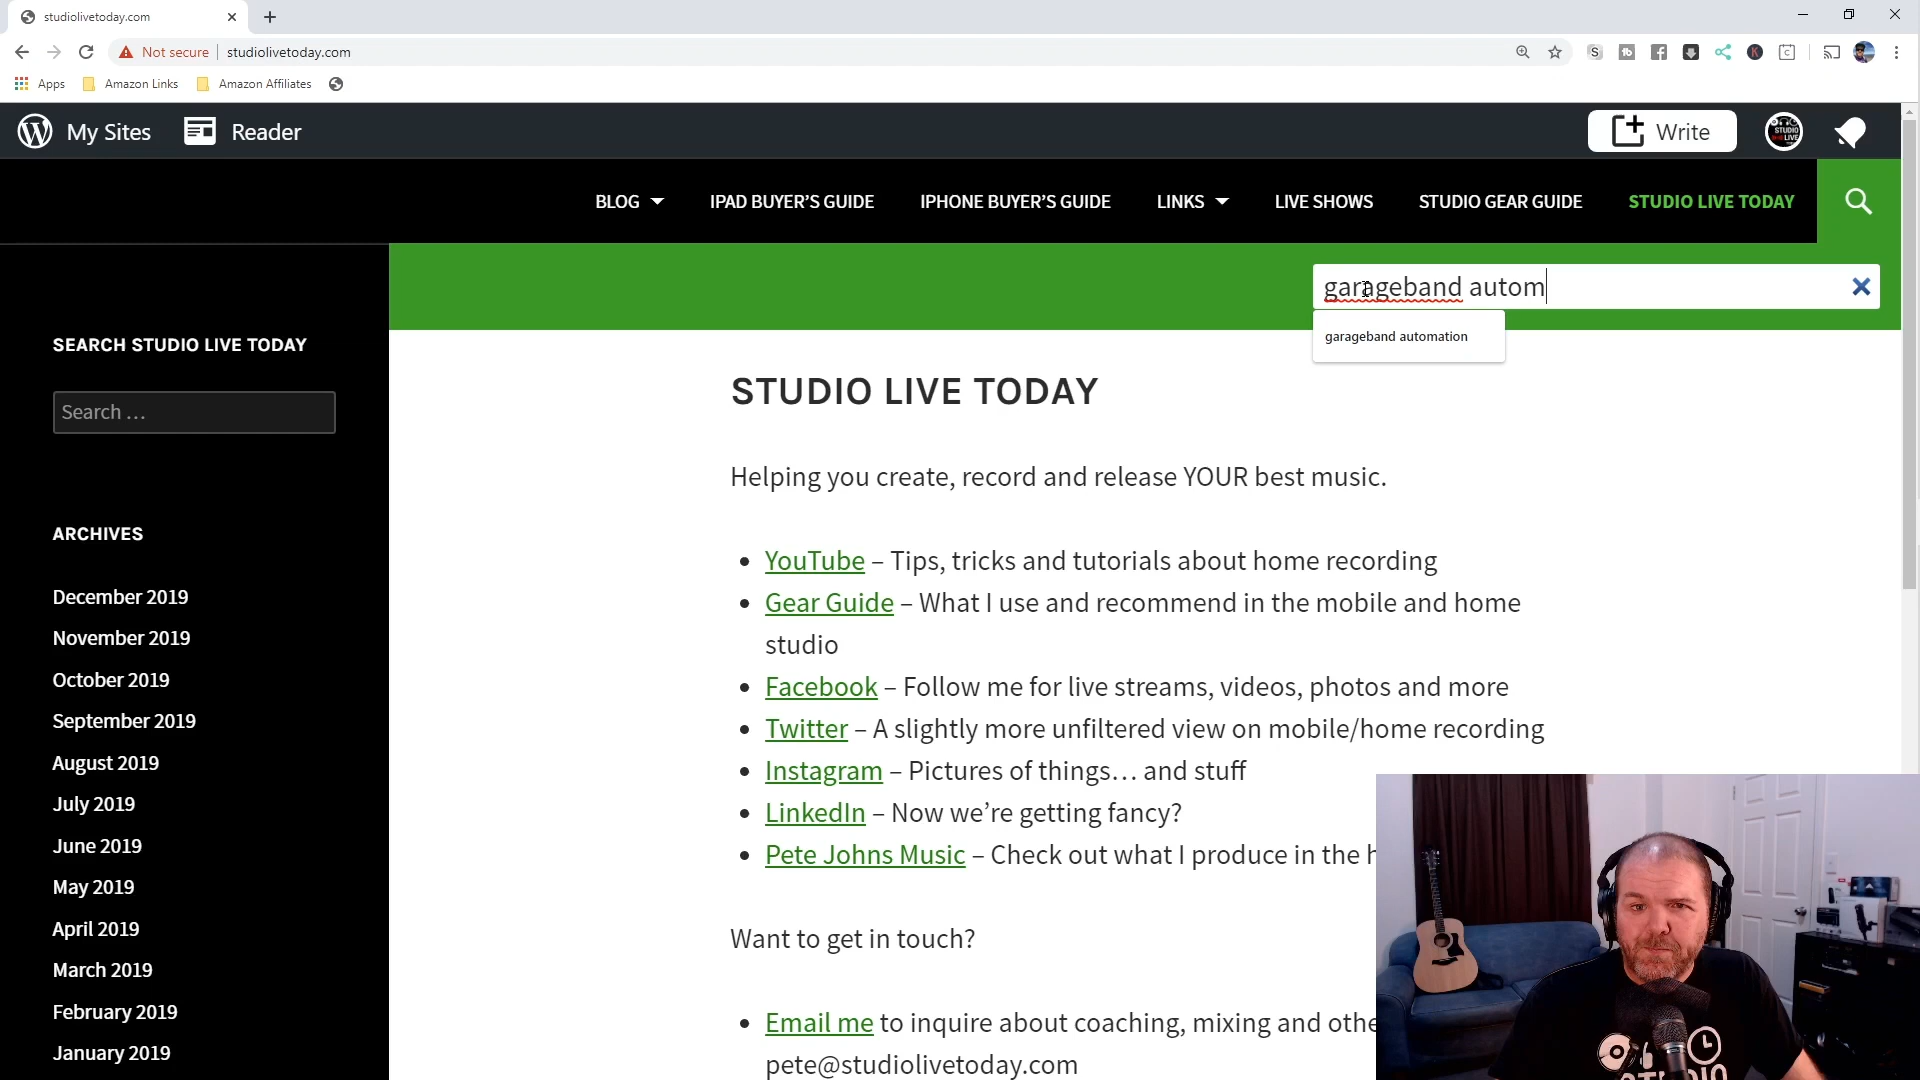 studiolivetoday.com
Not secure
studiolivetoday.com
Apps
Amazon Links
Amazon Affiliates
My Sites
Reader
Write
BLOG
IPAD BUYER’S GUIDE
IPHONE BUYER’S GUIDE
LINKS
LIVE SHOWS
STUDIO GEAR GUIDE
STUDIO LIVE TODAY
garageband autom
garageband automation
SEARCH STUDIO LIVE TODAY
Search …
ARCHIVES
December 2019
November 2019
October 2019
September 2019
August 2019
July 2019
June 2019
May 2019
April 2019
March 2019
February 2019
January 2019
STUDIO LIVE TODAY
Helping you create, record and release YOUR best music.
YouTube – Tips, tricks and tutorials about home recording
Gear Guide – What I use and recommend in the mobile and home
studio
Facebook – Follow me for live streams, videos, photos and more
Twitter – A slightly more unfiltered view on mobile/home recording
Instagram – Pictures of things… and stuff
LinkedIn – Now we’re getting fancy?
Pete Johns Music – Check out what I produce in the
Want to get in touch?
Email me to inquire about coaching, mixing and
pete@studiolivetoday.com